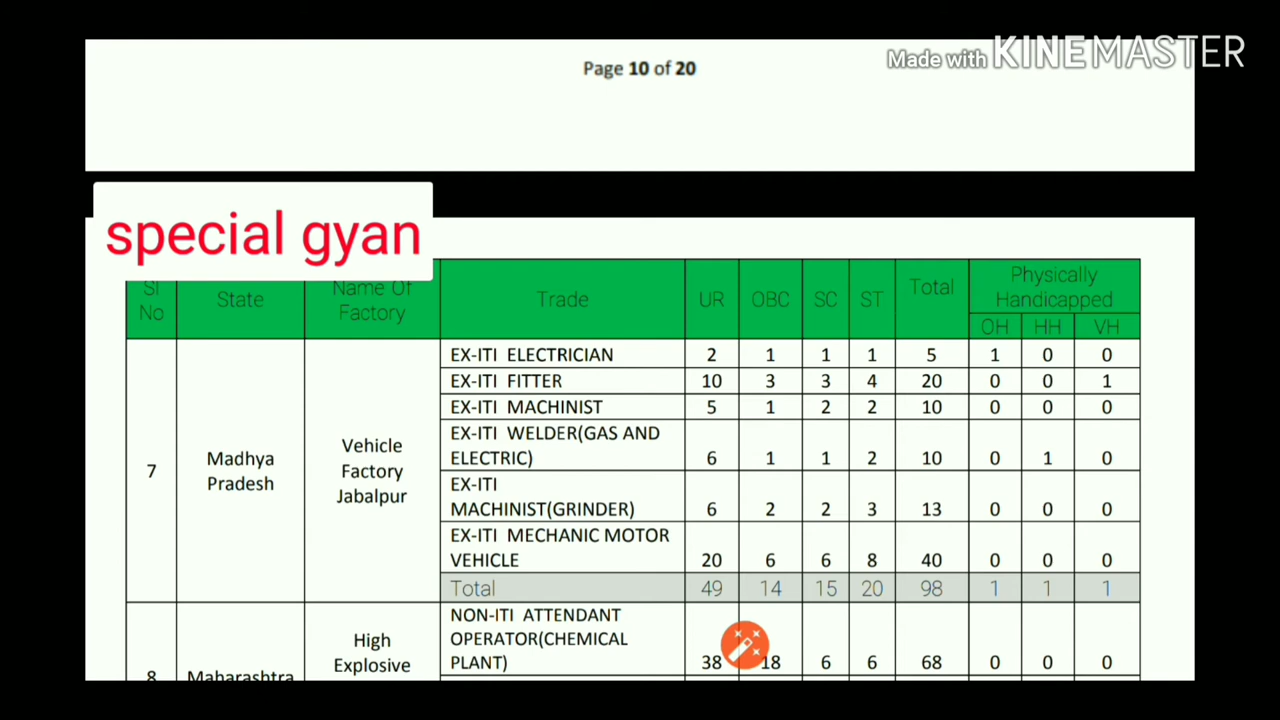 Page 10 of 20
Made with KINEMASTER
special gyan
Sl No State Name Of Factory Trade UR OBC SC ST Total Physically Handicapped
OH HH VH
7 Madhya Pradesh Vehicle Factory Jabalpur
EX-ITI ELECTRICIAN 2 1 1 1 5 1 0 0
EX-ITI FITTER 10 3 3 4 20 0 0 1
EX-ITI MACHINIST 5 1 2 2 10 0 0 0
EX-ITI WELDER(GAS AND
ELECTRIC) 6 1 1 2 10 0 1 0
EX-ITI
MACHINIST(GRINDER) 6 2 2 3 13 0 0 0
EX-ITI MECHANIC MOTOR
VEHICLE 20 6 6 8 40 0 0 0
Total 49 14 15 20 98 1 1 1
8 Maharashtra High Explosive
NON-ITI ATTENDANT
OPERATOR(CHEMICAL
PLANT) 38 18 6 6 68 0 0 0